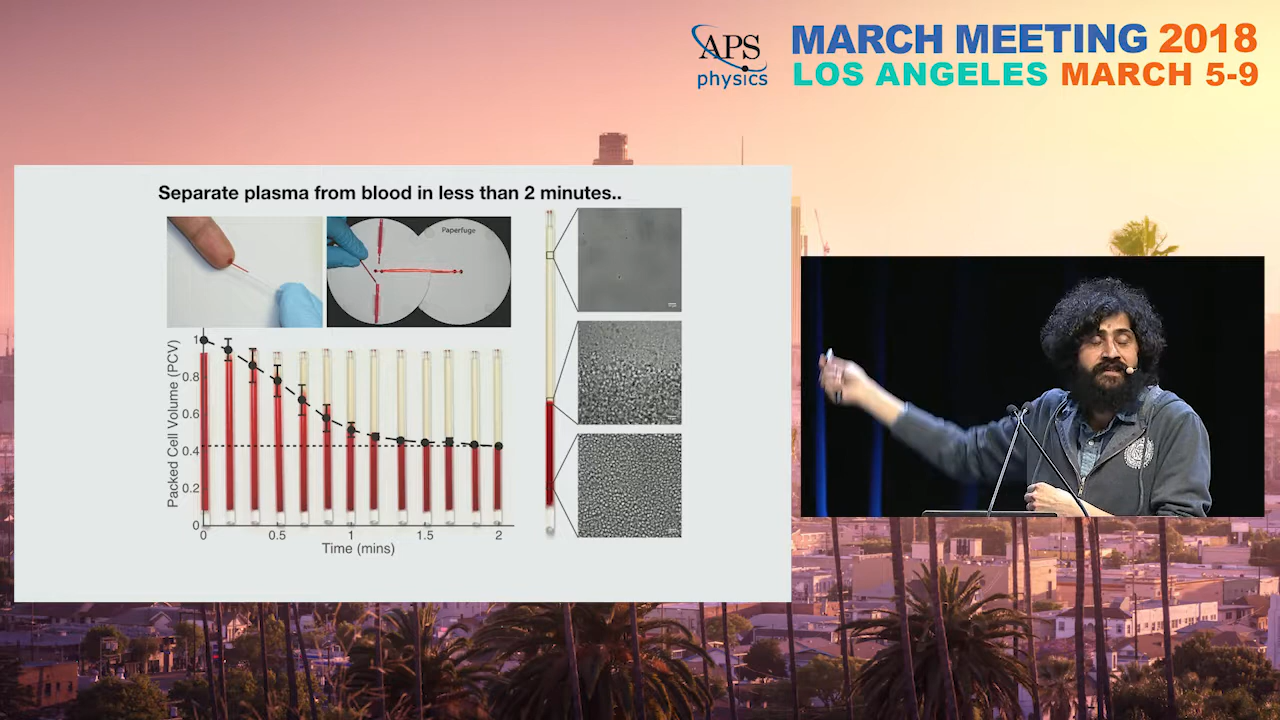 APS
physics
MARCH MEETING 2018
LOS ANGELES MARCH 5-9
Separate plasma from blood in less than 2 minutes..
Paperfuge
Packed Cell Volume (PCV)
1
0.8
0.6
0.4
0.2
0
0 0.5 1 1.5 2
Time (mins)